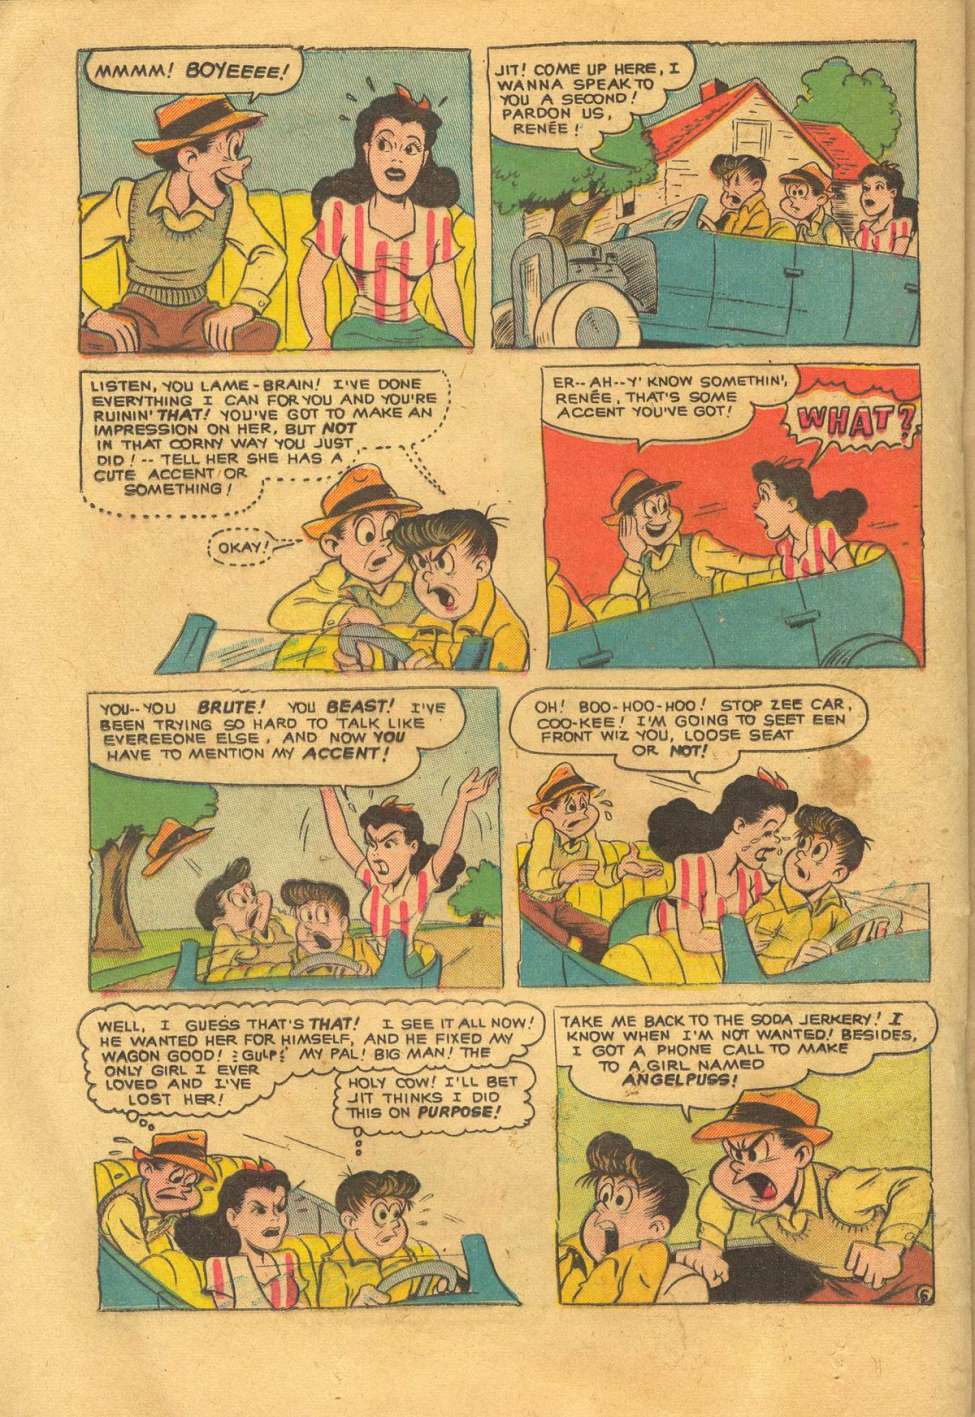 MMMM! BOYEEEE!
JIT! COME UP HERE, I
WANNA SPEAK TO
YOU A SECOND!
PARDON US,
RENÉE!
LISTEN, YOU LAME-BRAIN! I'VE DONE
EVERYTHING I CAN FOR YOU AND YOU'RE
RUININ' THAT! YOU'VE GOT TO MAKE AN
IMPRESSION ON HER, BUT NOT
IN THAT CORNY WAY YOU JUST
DID! -- TELL HER SHE HAS A
CUTE ACCENT OR
SOMETHING!
OKAY!
ER-- AH--Y' KNOW SOMETHIN',
RENÉE, THAT'S SOME
ACCENT YOU'VE GOT!
WHAT?
YOU--YOU BRUTE! YOU BEAST! I'VE
BEEN TRYING SO HARD TO TALK LIKE
EVEREEONE ELSE, AND NOW YOU
HAVE TO MENTION MY ACCENT!
OH! BOO-HOO-HOO! STOP ZEE CAR,
COO-KEE! I'M GOING TO SEET EEN
FRONT WIZ YOU, LOOSE SEAT
OR NOT!
WELL, I GUESS THAT'S THAT! I SEE IT ALL NOW!
HE WANTED HER FOR HIMSELF, AND HE FIXED MY
WAGON GOOD! :GULP! MY PAL! BIG MAN! THE
ONLY GIRL I EVER
LOVED AND I'VE
LOST HER!
HOLY COW! I'LL BET
JIT THINKS I DID
THIS ON PURPOSE!
TAKE ME BACK TO THE SODA JERKERY! I
KNOW WHEN I'M NOT WANTED! BESIDES,
I GOT A PHONE CALL TO MAKE
TO A GIRL NAMED
ANGELPUSS!
6